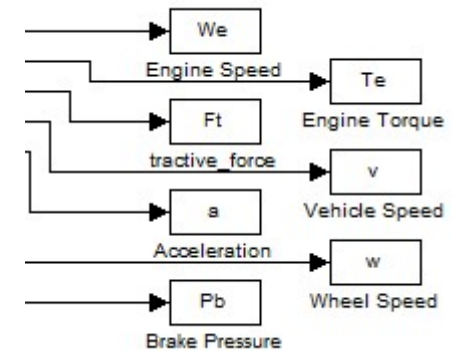 We
Engine Speed
Te
Engine Torque
Ft
tractive_force
v
Vehicle Speed
a
Acceleration
w
Wheel Speed
Pb
Brake Pressure